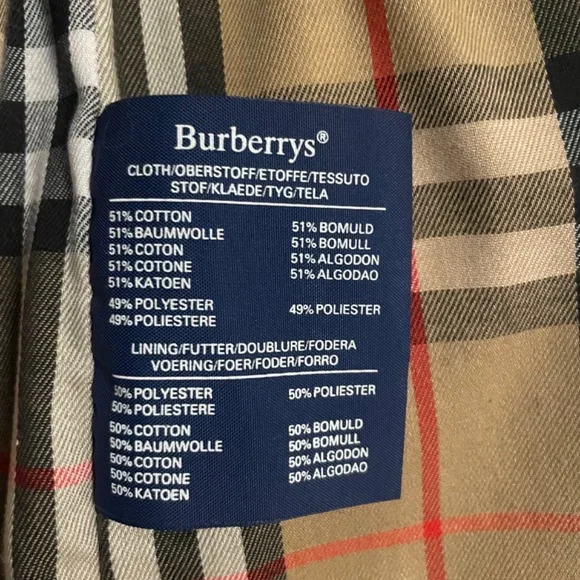 Burberrys®
CLOTH/OBERSTOFF/ETOFFE/TESSUTO
STOF/KLAEDE/TYG/TELA
51% COTTON
51% BAUMWOLLE
51% COTON
51% COTONE
51% KATOEN
51% BOMULD
51% BOMULL
51% ALGODON
51% ALGODAO
49% POLYESTER
49% POLIESTERE
49% POLIESTER
LINING/FUTTER/DOUBLURE/FODERA
VOERING/FOER/FODER/FORRO
50% POLYESTER
50% POLIESTERE
50% POLIESTER
50% COTTON
50% BAUMWOLLE
50% COTON
50% COTONE
50% KATOEN
50% BOMULD
50% BOMULL
50% ALGODON
50% ALGODAO